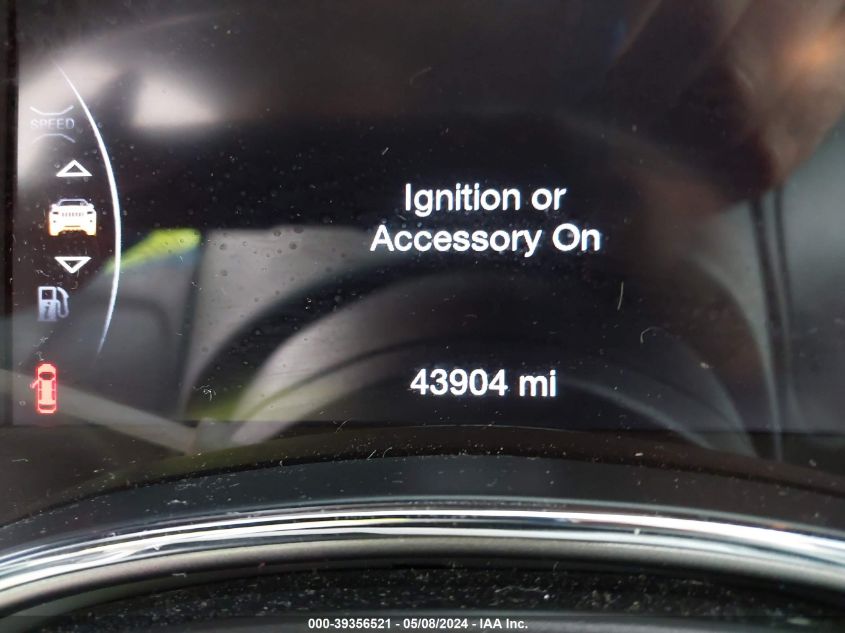 SPEED
Ignition or
Accessory On
43904 mi
000-39356521 - 05/08/2024 - IAA Inc.